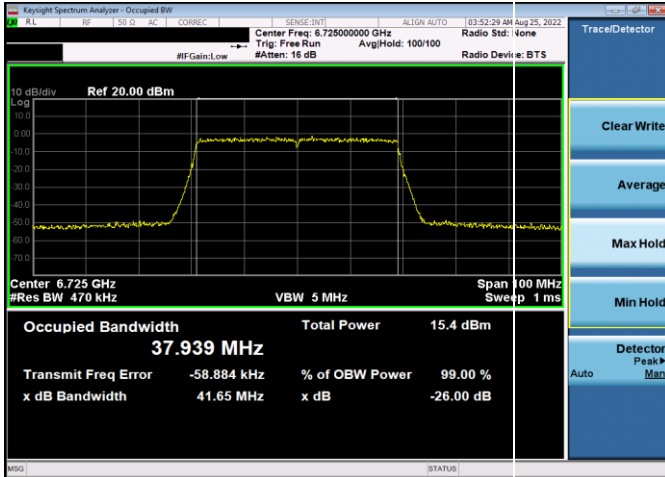 Keysight Spectrum Analyzer - Occupied BW
RL RF 50 Ω AC CORREC SENSE:INT ALIGN AUTO 03:52:29 AM Aug 25, 2022
Center Freq: 6.725000000 GHz Radio Std: None
Trig: Free Run Avg|Hold: 100/100
#IFGain:Low #Atten: 16 dB Radio Device: BTS
Trace/Detector
10 dB/div Ref 20.00 dBm
Log
10.0
0.00
-10.0
-20.0
-30.0
-40.0
-50.0
-60.0
-70.0
Center 6.725 GHz Span 100 MHz
#Res BW 470 kHz VBW 5 MHz Sweep 1 ms
Clear Write
Average
Max Hold
Min Hold
Detector
Peak▶
Auto Man
Occupied Bandwidth Total Power 15.4 dBm
37.939 MHz
Transmit Freq Error -58.884 kHz % of OBW Power 99.00 %
x dB Bandwidth 41.65 MHz x dB -26.00 dB
MSG STATUS